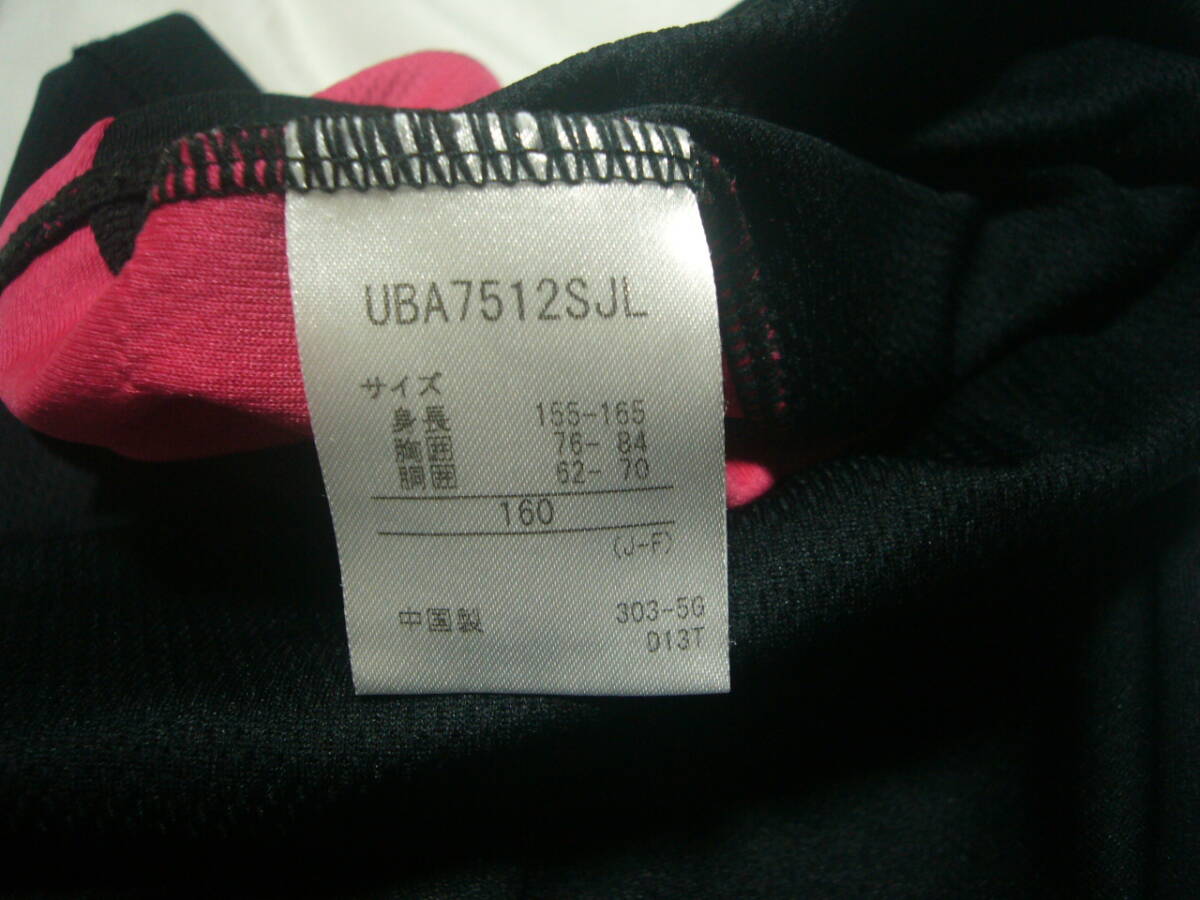 UBA7512SJL
サイズ
身長 155-165
胸囲 76- 84
胴囲 62- 70
160
(J-F)
中国製 303-5G
D13T